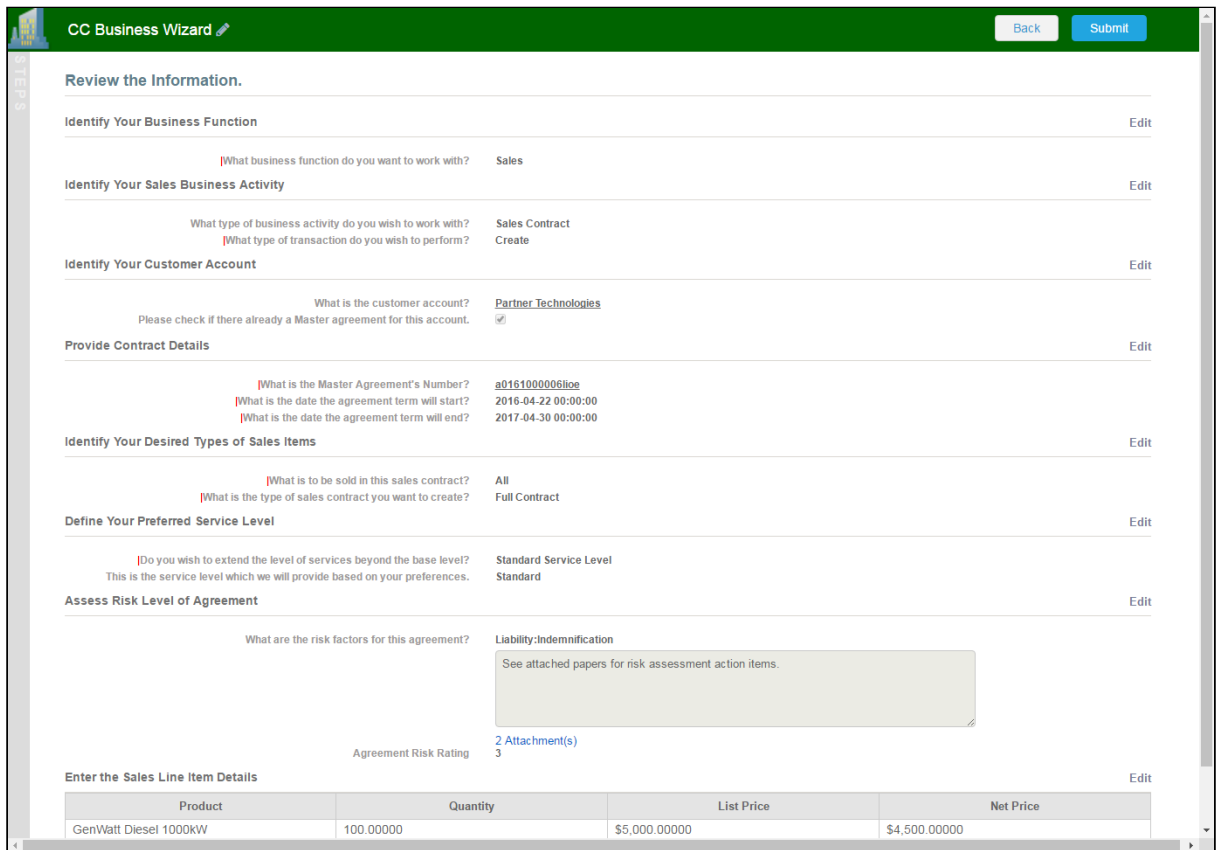 CC Business Wizard
Back
Submit
STEPS
Review the Information.
Identify Your Business Function
Edit
What business function do you want to work with? Sales
Identify Your Sales Business Activity
Edit
What type of business activity do you wish to work with? Sales Contract
What type of transaction do you wish to perform? Create
Identify Your Customer Account
Edit
What is the customer account? Partner Technologies
Please check if there already a Master agreement for this account.
Provide Contract Details
Edit
What is the Master Agreement's Number? a0161000006lioe
What is the date the agreement term will start? 2016-04-22 00:00:00
What is the date the agreement term will end? 2017-04-30 00:00:00
Identify Your Desired Types of Sales Items
Edit
What is to be sold in this sales contract? All
What is the type of sales contract you want to create? Full Contract
Define Your Preferred Service Level
Edit
Do you wish to extend the level of services beyond the base level? Standard Service Level
This is the service level which we will provide based on your preferences. Standard
Assess Risk Level of Agreement
Edit
What are the risk factors for this agreement? Liability:Indemnification
See attached papers for risk assessment action items.
2 Attachment(s)
Agreement Risk Rating 3
Enter the Sales Line Item Details
Edit
Product Quantity List Price Net Price
GenWatt Diesel 1000kW 100.00000 $5,000.00000 $4,500.00000